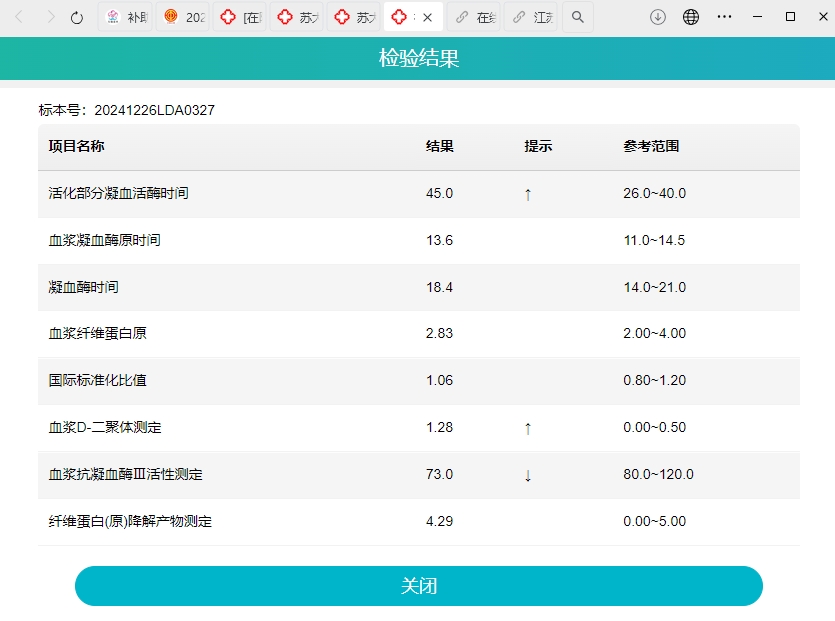 补
202
[在
苏大
苏大
在线
江苏
检验结果
标本号：20241226LDA0327
项目名称 结果 提示 参考范围
活化部分凝血活酶时间 45.0 ↑ 26.0~40.0
血浆凝血酶原时间 13.6 11.0~14.5
凝血酶时间 18.4 14.0~21.0
血浆纤维蛋白原 2.83 2.00~4.00
国际标准化比值 1.06 0.80~1.20
血浆D-二聚体测定 1.28 ↑ 0.00~0.50
血浆抗凝血酶Ⅲ活性测定 73.0 ↓ 80.0~120.0
纤维蛋白(原)降解产物测定 4.29 0.00~5.00
关闭